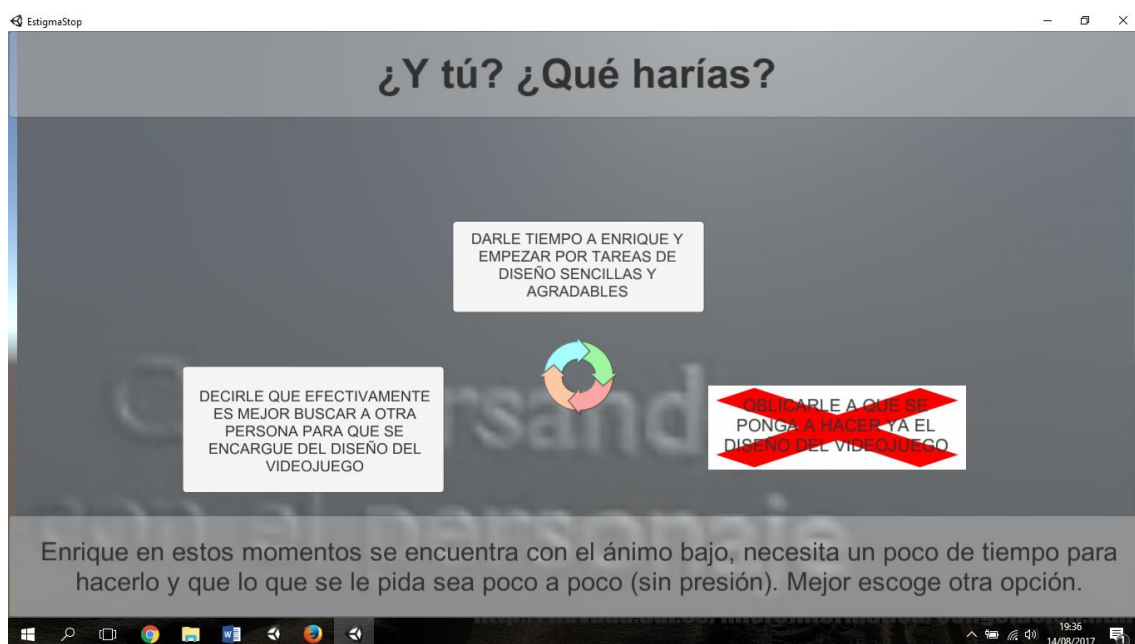 EstigmaStop
¿Y tú? ¿Qué harías?
DARLE TIEMPO A ENRIQUE Y
EMPEZAR POR TAREAS DE
DISEÑO SENCILLAS Y
AGRADABLES
DECIRLE QUE EFECTIVAMENTE
ES MEJOR BUSCAR A OTRA
PERSONA PARA QUE SE
ENCARGUE DEL DISEÑO DEL
VIDEOJUEGO
OBLICARLE A QUE SE
PONGA A HACER YA EL
DISEÑO DEL VIDEOJUEGO
con el personaje
Enrique en estos momentos se encuentra con el ánimo bajo, necesita un poco de tiempo para
hacerlo y que lo que se le pida sea poco a poco (sin presión). Mejor escoge otra opción.
19:36
14/08/2017